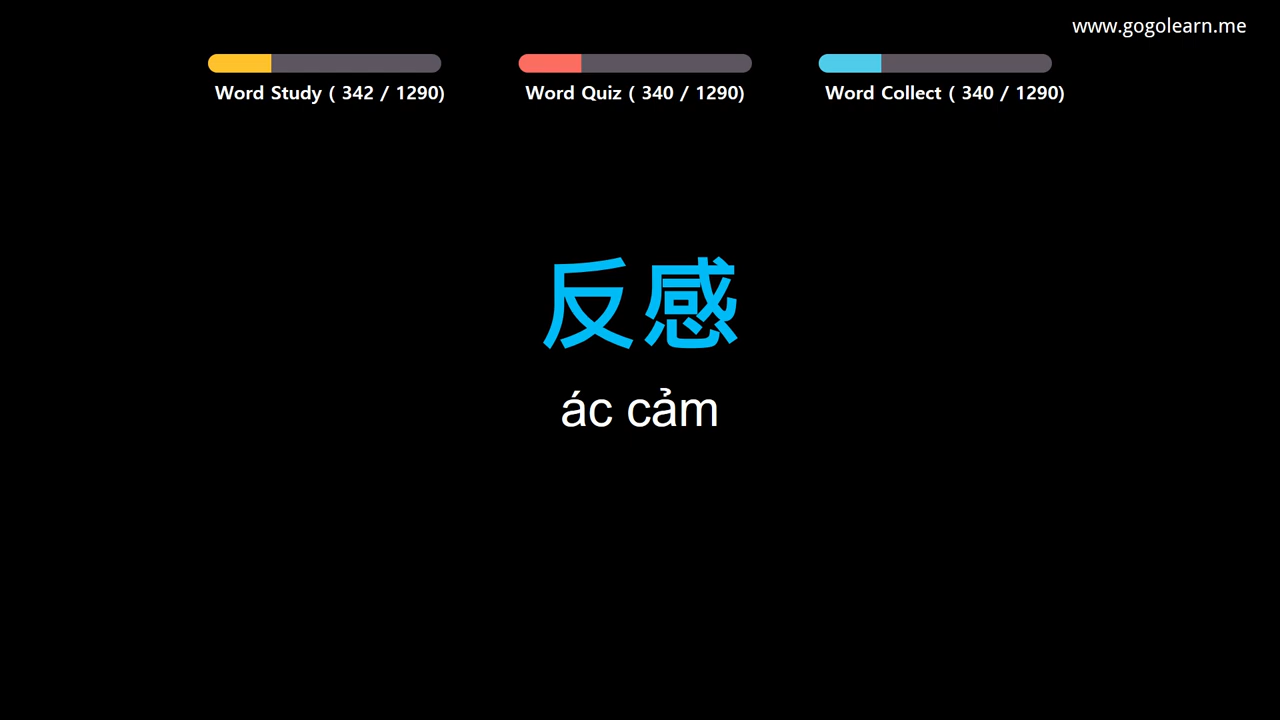 www.gogolearn.me
Word Study ( 342 / 1290)
Word Quiz ( 340 / 1290)
Word Collect ( 340 / 1290)
反感
ác cảm